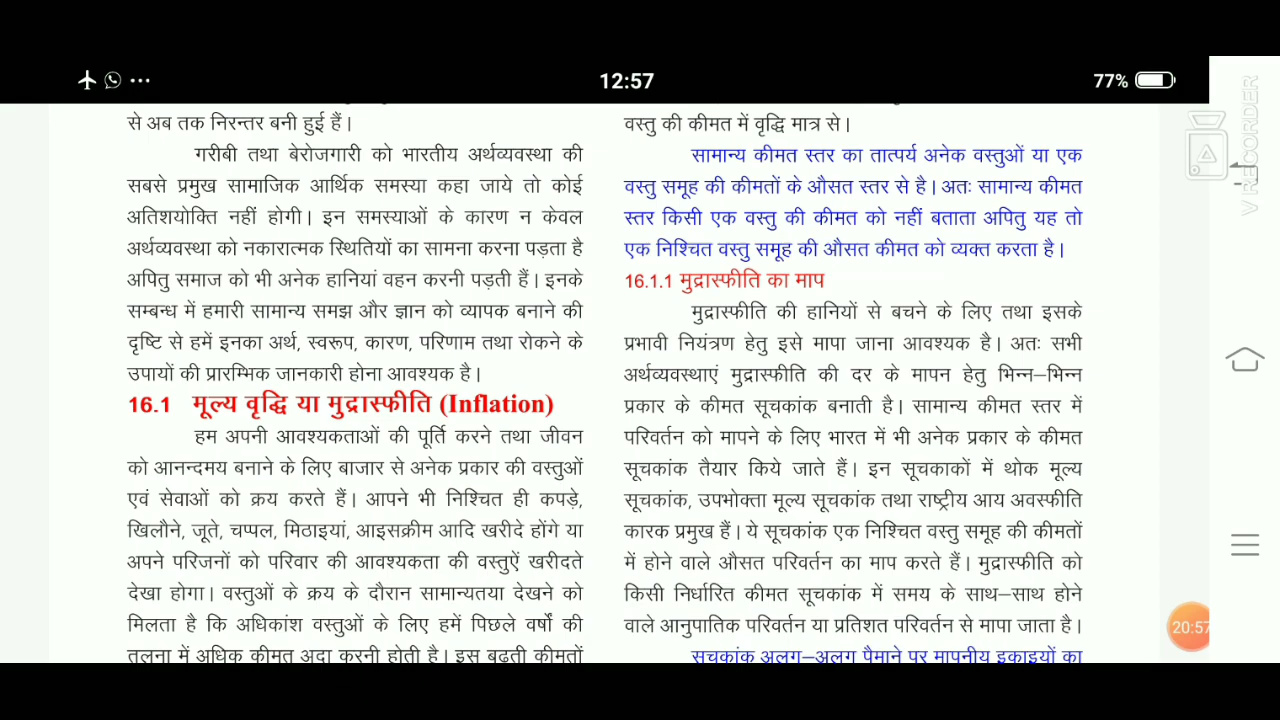 12:57
77%
से अब तक निरन्तर बनी हुई हैं।
गरीबी तथा बेरोजगारी को भारतीय अर्थव्यवस्था की
सबसे प्रमुख सामाजिक आर्थिक समस्या कहा जाये तो कोई
अतिशयोक्ति नहीं होगी। इन समस्याओं के कारण न केवल
अर्थव्यवस्था को नकारात्मक स्थितियों का सामना करना पड़ता है
अपितु समाज को भी अनेक हानियां वहन करनी पड़ती हैं। इनके
सम्बन्ध में हमारी सामान्य समझ और ज्ञान को व्यापक बनाने की
दृष्टि से हमें इनका अर्थ, स्वरूप, कारण, परिणाम तथा रोकने के
उपायों की प्रारम्भिक जानकारी होना आवश्यक है।
16.1 मूल्य वृद्धि या मुद्रास्फीति (Inflation)
हम अपनी आवश्यकताओं की पूर्ति करने तथा जीवन
को आनन्दमय बनाने के लिए बाजार से अनेक प्रकार की वस्तुओं
एवं सेवाओं को क्रय करते हैं। आपने भी निश्चित ही कपड़े,
खिलौने, जूते, चप्पल, मिठाइयां, आइसक्रीम आदि खरीदे होंगे या
अपने परिजनों को परिवार की आवश्यकता की वस्तुऐं खरीदते
देखा होगा। वस्तुओं के क्रय के दौरान सामान्यतया देखने को
मिलता है कि अधिकांश वस्तुओं के लिए हमें पिछले वर्षों की
तुलना में अधिक कीमत अदा करनी होती है। इस बढ़ती कीमतों
वस्तु की कीमत में वृद्धि मात्र से।
सामान्य कीमत स्तर का तात्पर्य अनेक वस्तुओं या एक
वस्तु समूह की कीमतों के औसत स्तर से है। अतः सामान्य कीमत
स्तर किसी एक वस्तु की कीमत को नहीं बताता अपितु यह तो
एक निश्चित वस्तु समूह की औसत कीमत को व्यक्त करता है।
16.1.1 मुद्रास्फीति का माप
मुद्रास्फीति की हानियों से बचने के लिए तथा इसके
प्रभावी नियंत्रण हेतु इसे मापा जाना आवश्यक है। अतः सभी
अर्थव्यवस्थाएं मुद्रास्फीति की दर के मापन हेतु भिन्न–भिन्न
प्रकार के कीमत सूचकांक बनाती है। सामान्य कीमत स्तर में
परिवर्तन को मापने के लिए भारत में भी अनेक प्रकार के कीमत
सूचकांक तैयार किये जाते हैं। इन सूचकाकों में थोक मूल्य
सूचकांक, उपभोक्ता मूल्य सूचकांक तथा राष्ट्रीय आय अवस्फीति
कारक प्रमुख हैं। ये सूचकांक एक निश्चित वस्तु समूह की कीमतों
में होने वाले औसत परिवर्तन का माप करते हैं। मुद्रास्फीति को
किसी निर्धारित कीमत सूचकांक में समय के साथ–साथ होने
वाले आनुपातिक परिवर्तन या प्रतिशत परिवर्तन से मापा जाता है।
सूचकांक अलग–अलग पैमाने पर मापनीय इकाइयों का
V RECORDER
20:57